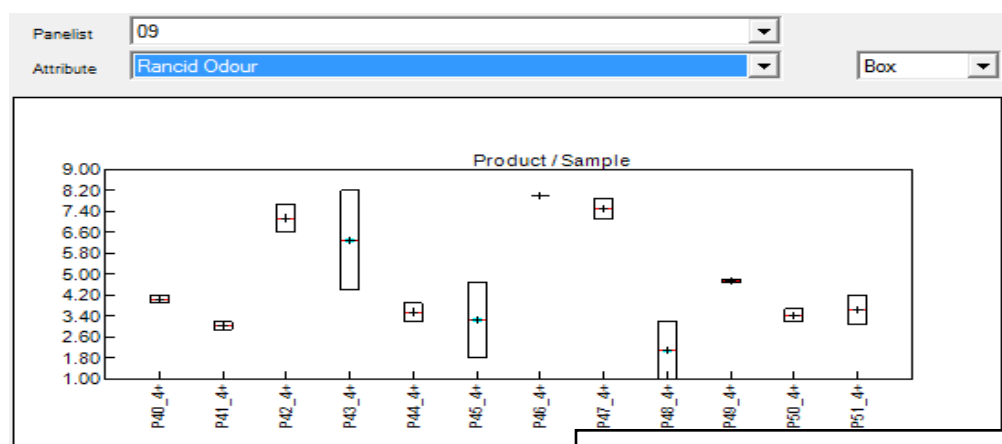 Panelist 09
Attribute Rancid Odour Box
Product / Sample
9.00
8.20
7.40
6.60
5.80
5.00
4.20
3.40
2.60
1.80
1.00
P40_4+ P41_4+ P42_4+ P43_4+ P44_4+ P45_4+ P46_4+ P47_4+ P48_4+ P49_4+ P50_4+ P51_4+